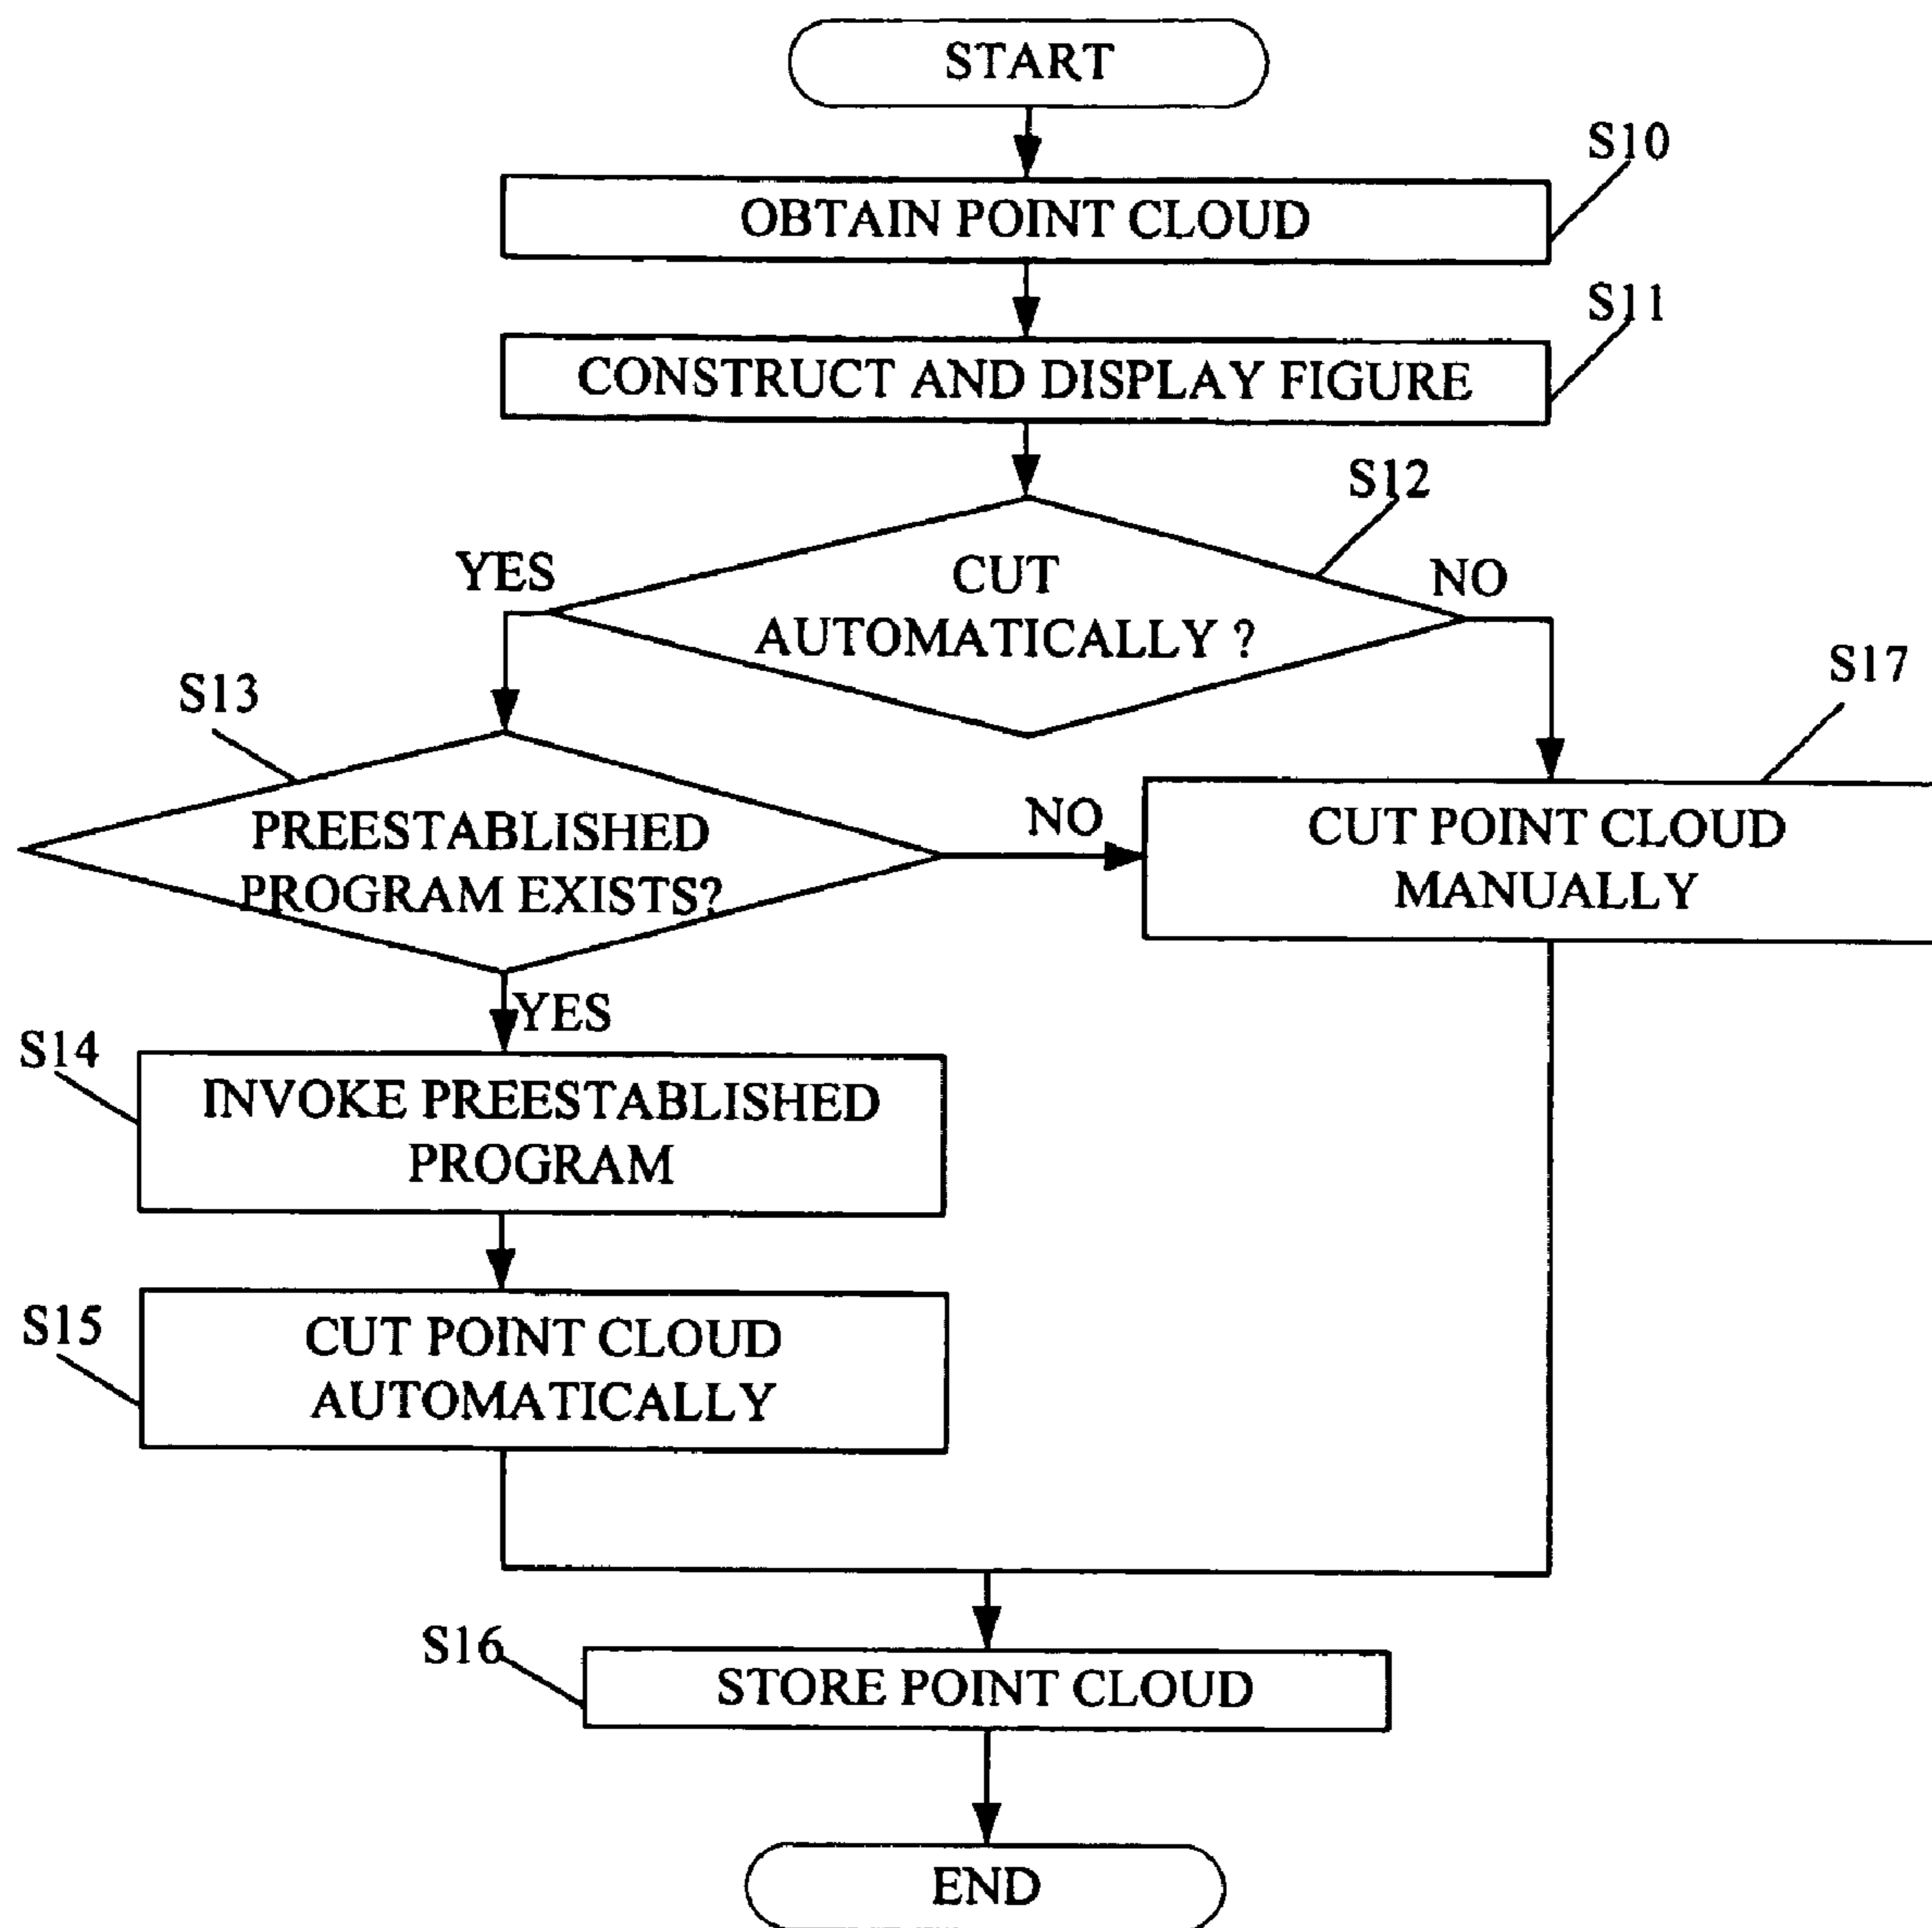 START
S10
OBTAIN POINT CLOUD
S11
CONSTRUCT AND DISPLAY FIGURE
S12
YES
CUT
AUTOMATICALLY ?
NO
S13
S17
PREESTABLISHED
PROGRAM EXISTS?
NO
CUT POINT CLOUD
MANUALLY
YES
S14
INVOKE PREESTABLISHED
PROGRAM
S15
CUT POINT CLOUD
AUTOMATICALLY
S16
STORE POINT CLOUD
END